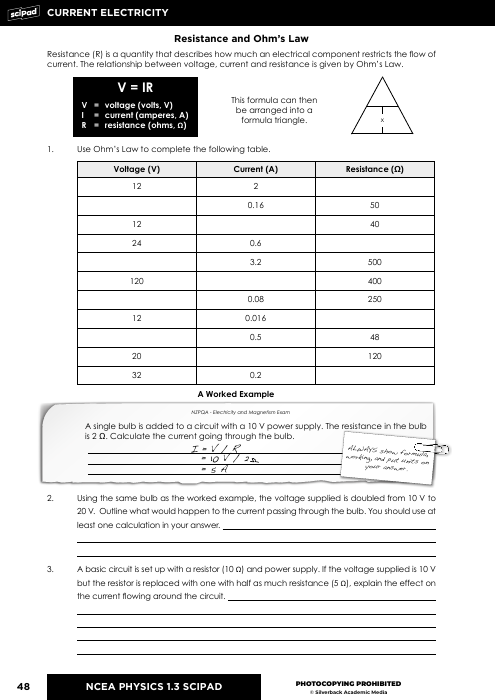 scipad CURRENT ELECTRICITY
Resistance and Ohm's Law
Resistance (R) is a quantity that describes how much an electrical component restricts the flow of
current. The relationship between voltage, current and resistance is given by Ohm's Law.
V = IR
V = voltage (volts, V)
I = current (amperes, A)
R = resistance (ohms, Ω)
This formula can then
be arranged into a
formula triangle.
x
1. Use Ohm's Law to complete the following table.
Voltage (V) Current (A) Resistance (Ω)
12 2
0.16 50
12 40
24 0.6
3.2 500
120 400
0.08 250
12 0.016
0.5 48
20 120
32 0.2
A Worked Example
NZPQA - Electricity and Magnetism Exam
A single bulb is added to a circuit with a 10 V power supply. The resistance in the bulb
is 2 Ω. Calculate the current going through the bulb.
I = V / R
= 10 V / 2Ω
= 5 A
Always show formula,
working, and put units on
your answer.
2. Using the same bulb as the worked example, the voltage supplied is doubled from 10 V to
20 V. Outline what would happen to the current passing through the bulb. You should use at
least one calculation in your answer.
3. A basic circuit is set up with a resistor (10 Ω) and power supply. If the voltage supplied is 10 V
but the resistor is replaced with one with half as much resistance (5 Ω), explain the effect on
the current flowing around the circuit.
48 NCEA PHYSICS 1.3 SCIPAD
PHOTOCOPYING PROHIBITED
© Silverback Academic Media